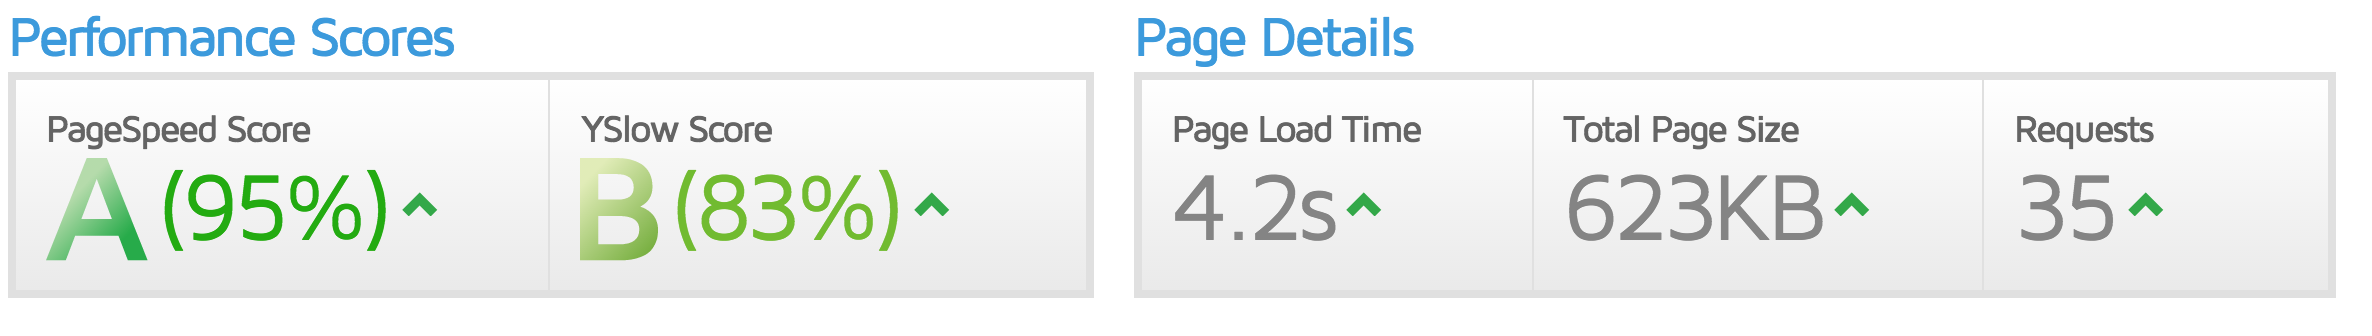 Performance Scores
PageSpeed Score
A (95%)
YSlow Score
B (83%)
Page Details
Page Load Time
4.2s
Total Page Size
623KB
Requests
35